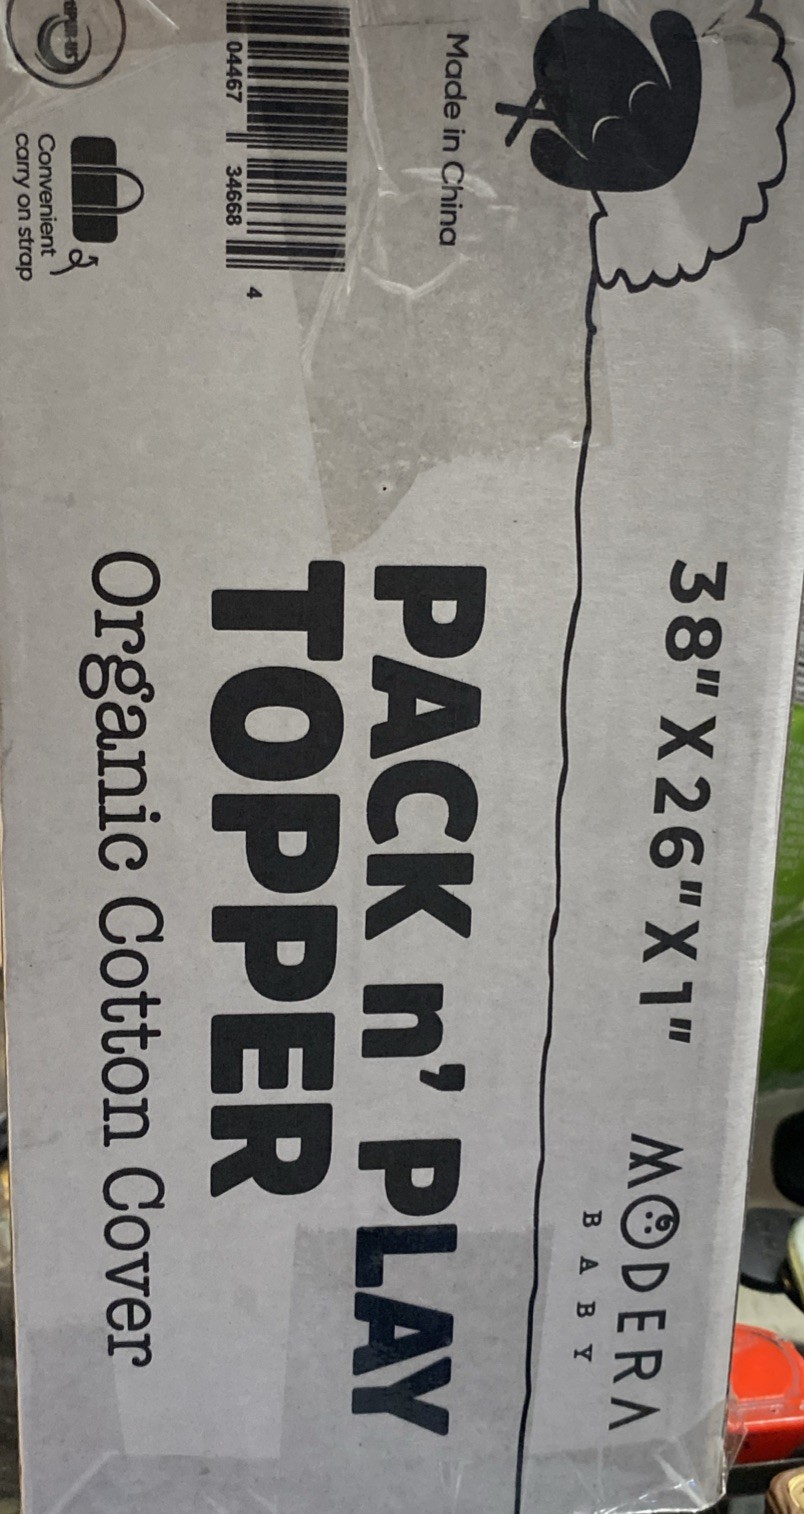 38" X 26" X 1"
MODERA
BABY
PACK n' PLAY
TOPPER
Organic Cotton Cover
Made in China
04467 34668 4
Convenient
carry on strap